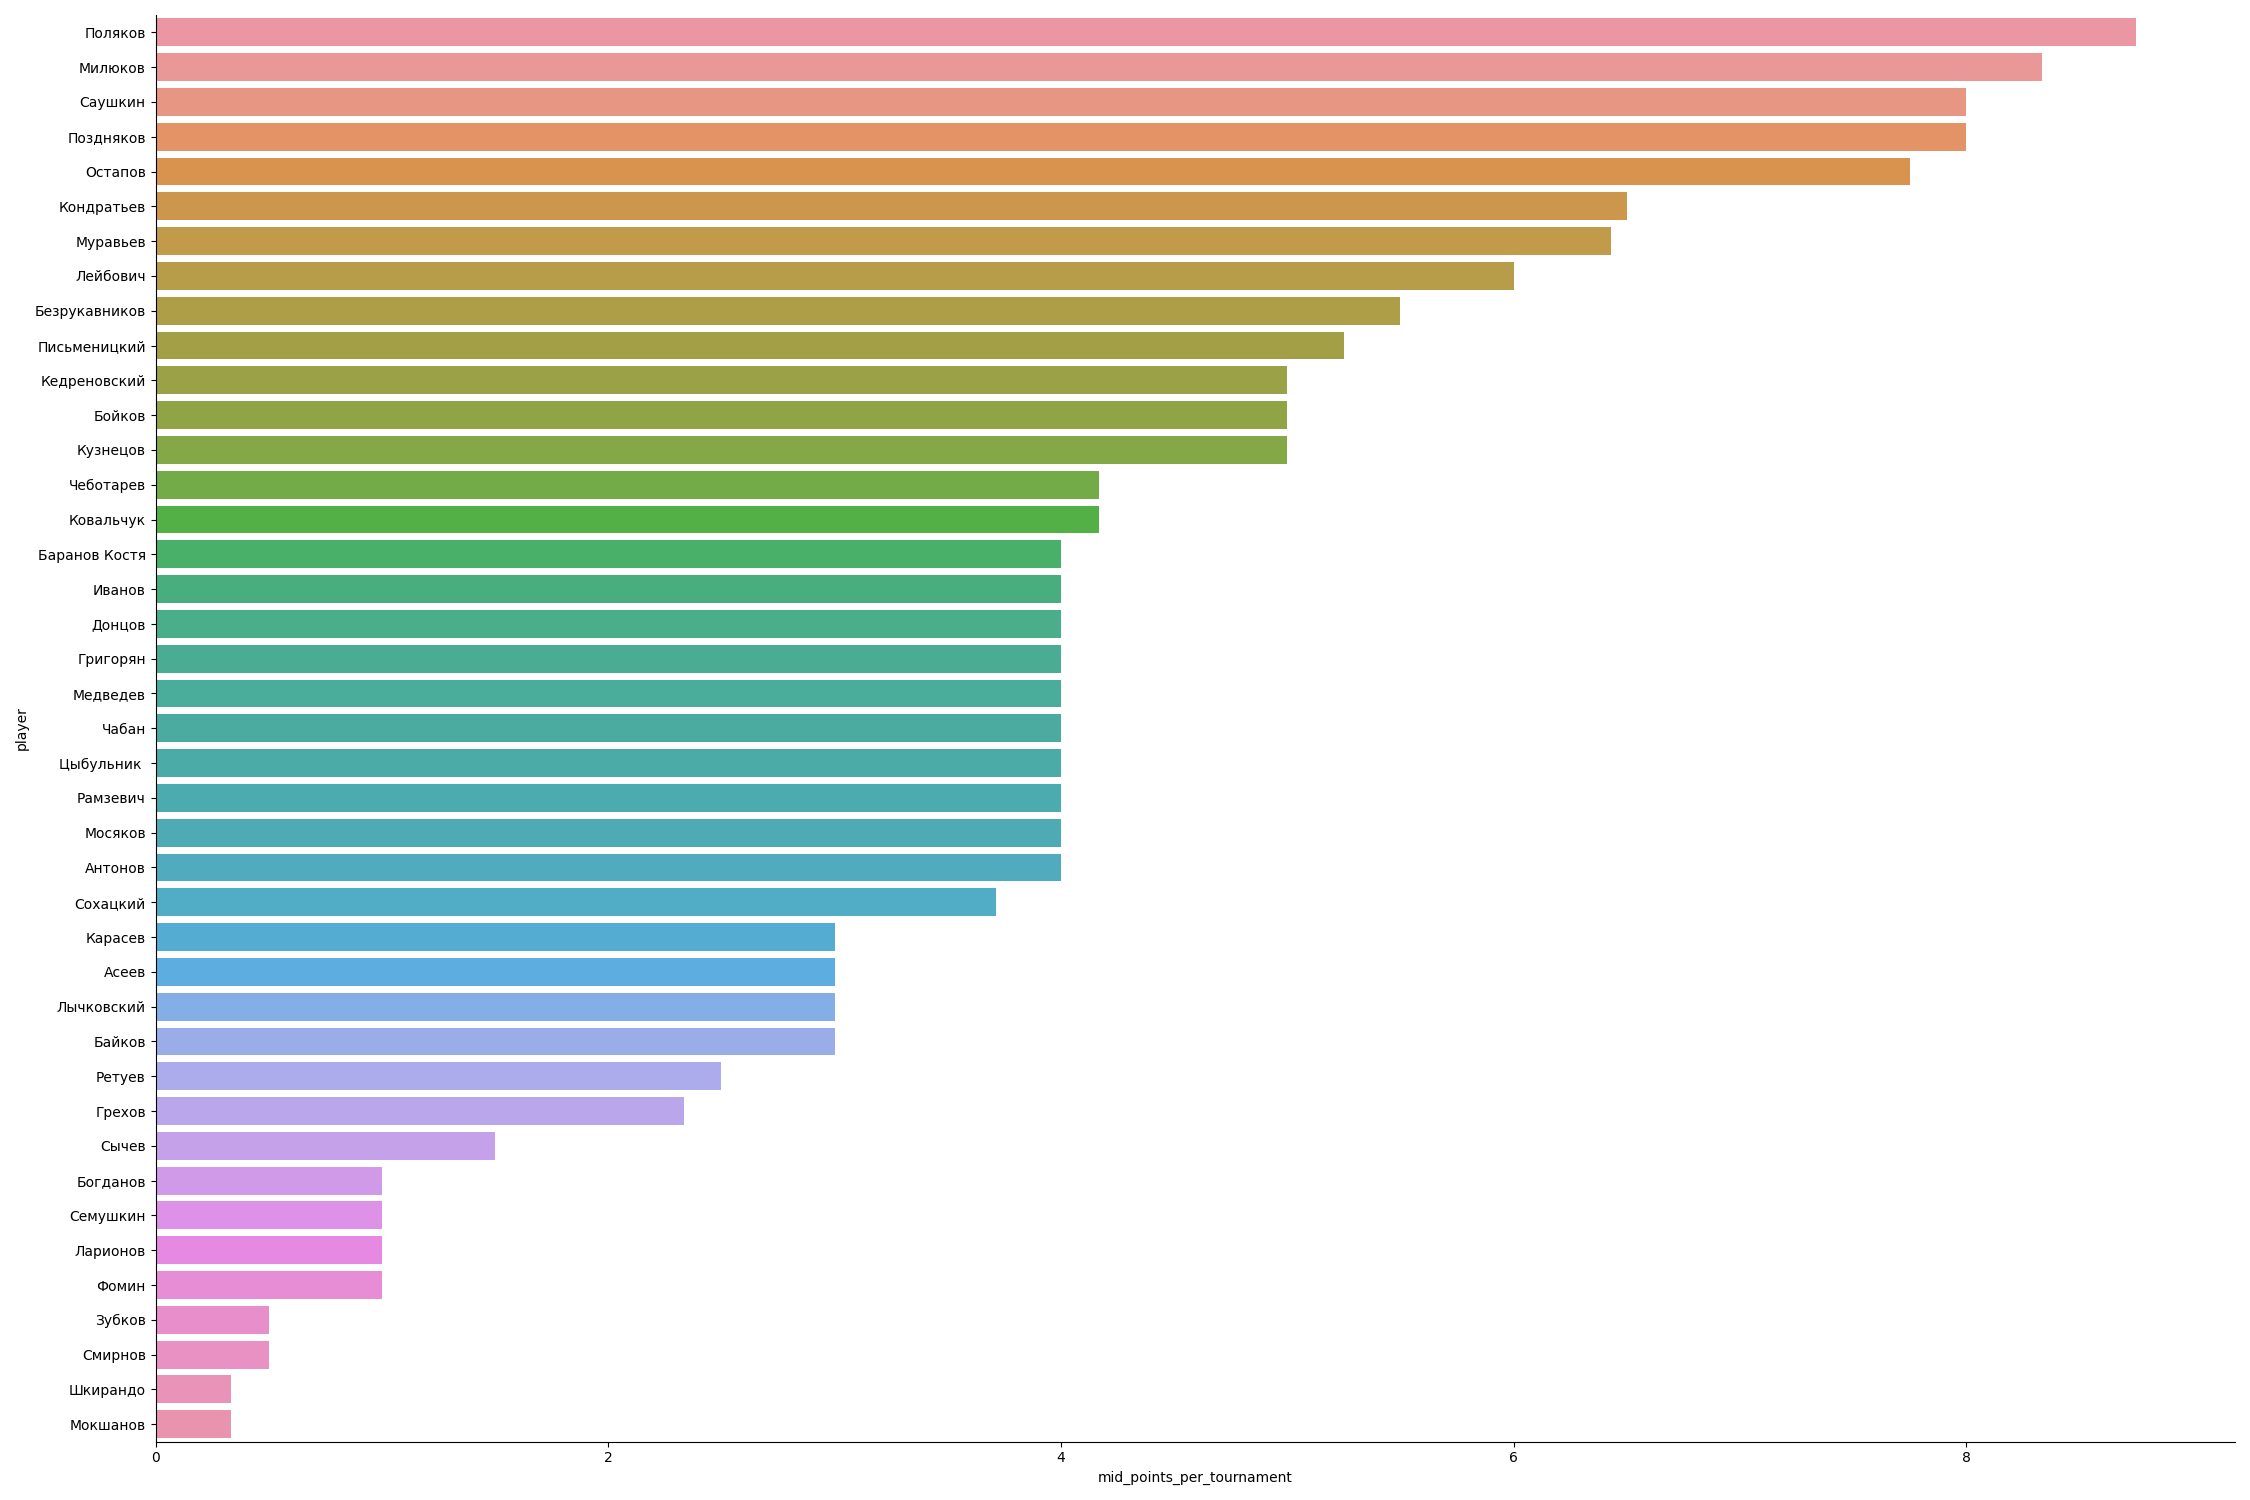 Поляков
Милюков
Саушкин
Поздняков
Остапов
Кондратьев
Муравьев
Лейбович
Безрукавников
Письменицкий
Кедреновский
Бойков
Кузнецов
Чеботарев
Ковальчук
Баранов Костя
Иванов
Донцов
Григорян
Медведев
Чабан
Цыбульник
Рамзевич
Мосяков
Антонов
Сохацкий
Карасев
Асеев
Лычковский
Байков
Ретуев
Грехов
Сычев
Богданов
Семушкин
Ларионов
Фомин
Зубков
Смирнов
Шкирандо
Мокшанов
player
0 2 4 6 8
mid_points_per_tournament